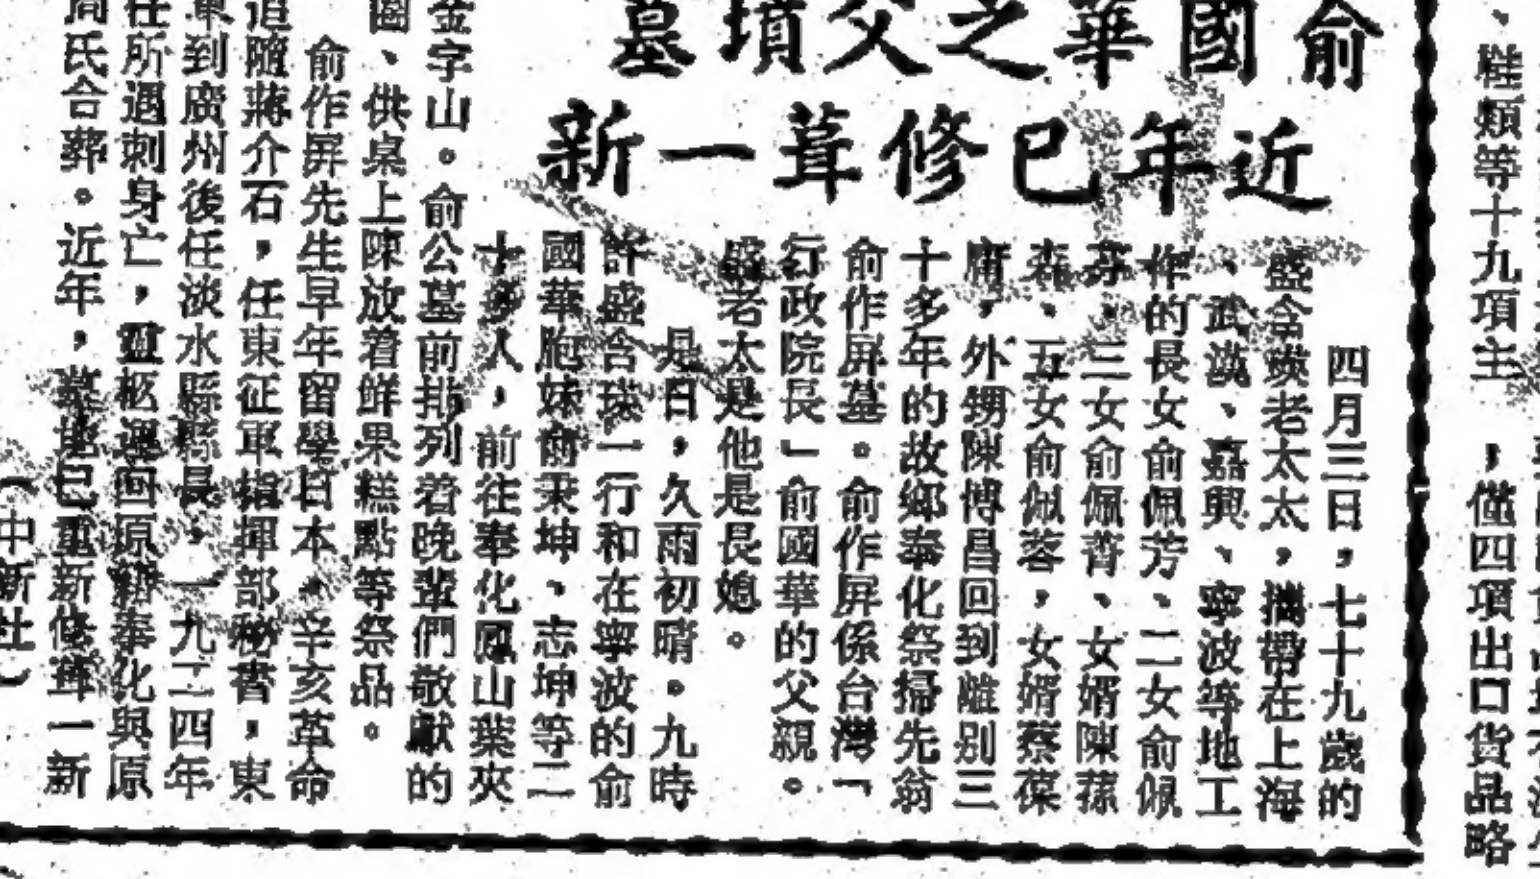 俞國華之父墳墓
近年已修葺一新
四月三日，七十九歲的
盛含瑛老太太，攜帶在上海
、武漢、嘉興、寧波等地工
作的長女俞佩芳、二女俞佩
芬、三女俞佩菁、女婿陳蓀
森、五女俞佩蓉，女婿蔡葆
庸，外甥陳博昌回到離別三
十多年的故鄉奉化祭掃先翁
俞作屏墓。俞作屏係台灣「
行政院長」俞國華的父親。
盛老太是他是長媳。
是日，久雨初晴。九時
許盛含瑛一行和在寧波的俞
國華胞妹俞秉坤、志坤等二
十多人，前往奉化鳳山葉夾
金字山。俞公墓前排列着晚輩們敬獻的
圈、供桌上陳放着鮮果糕點等祭品。
俞作屏先生早年留學日本，辛亥革命
追隨蔣介石，任東征軍指揮部秘書，東
軍到廣州後任淡水縣縣長，一九二四年
任所遇刺身亡，靈柩運回原籍奉化與原
周氏合葬。近年，墓地已重新修葺一新
（中新社）
、鞋類等十九項主
，僅四項出口貨品略